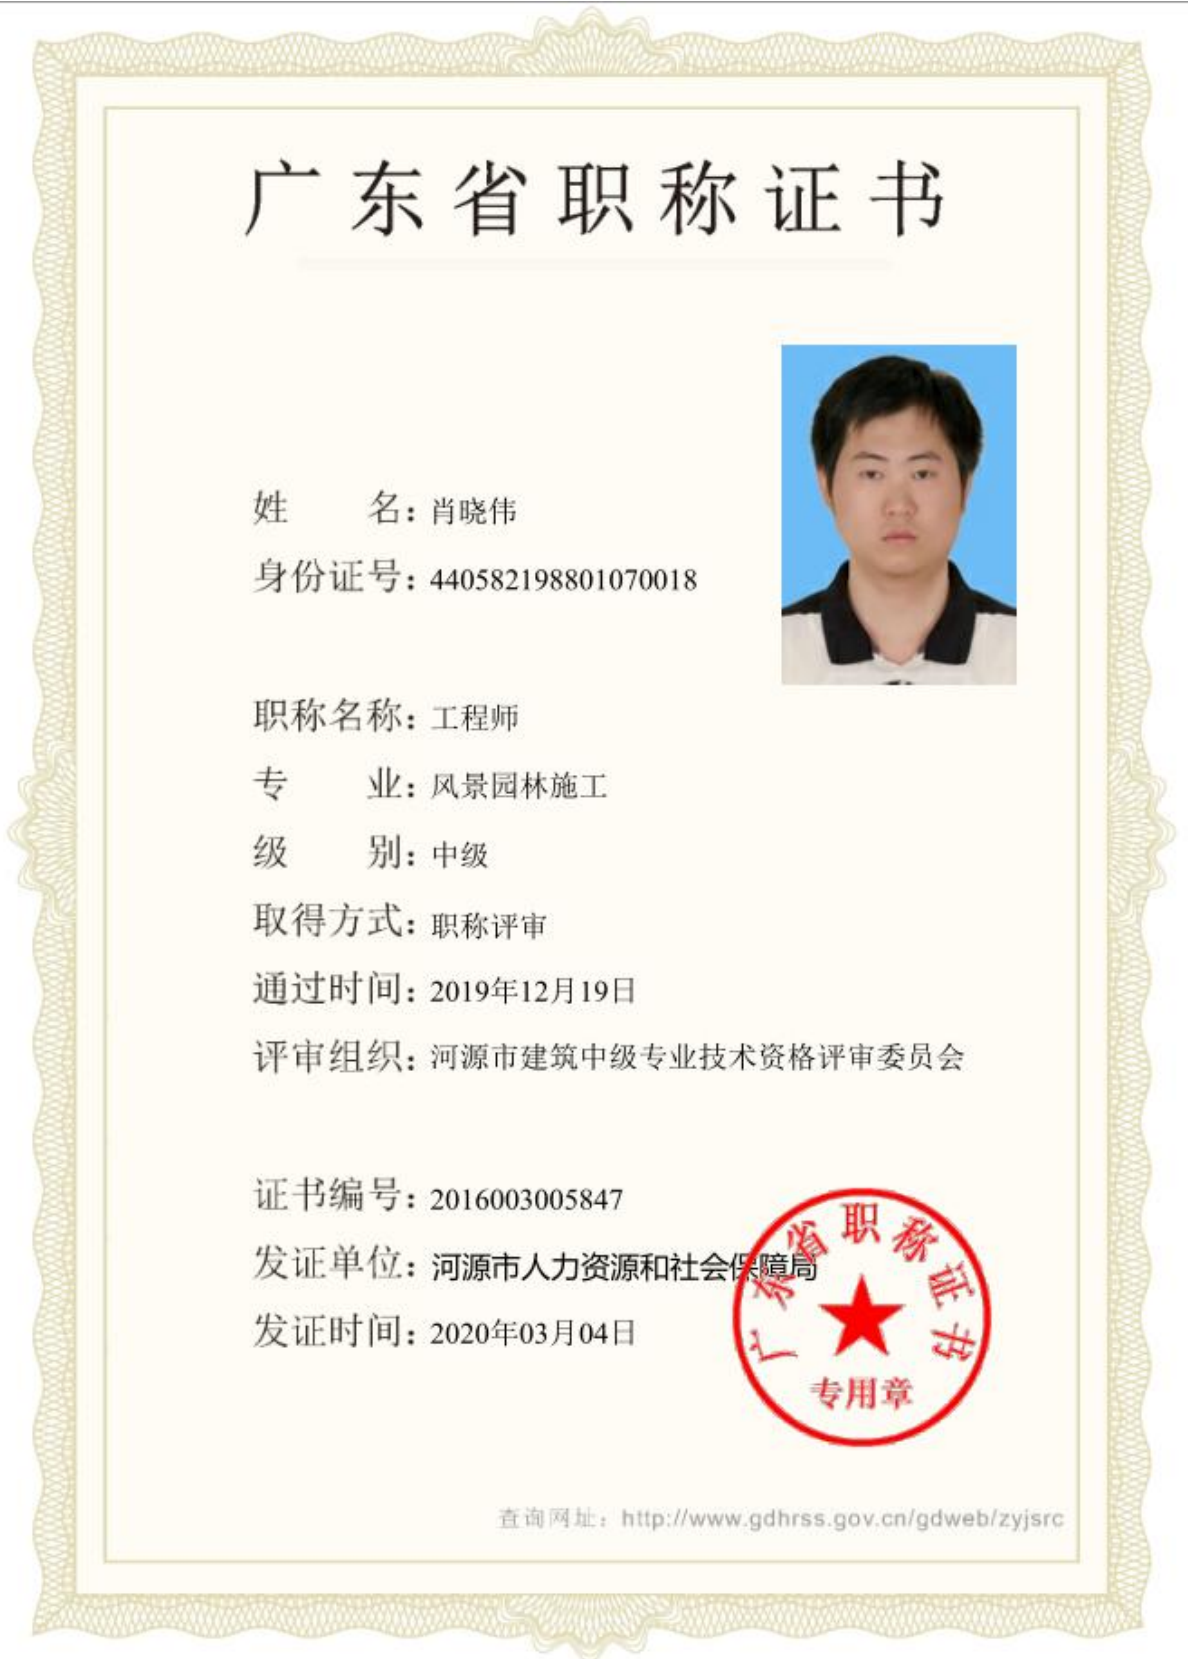 广东省职称证书
姓 名：肖晓伟
身份证号：440582198801070018
职称名称：工程师
专 业：风景园林施工
级 别：中级
取得方式：职称评审
通过时间：2019年12月19日
评审组织：河源市建筑中级专业技术资格评审委员会
证书编号：2016003005847
发证单位：河源市人力资源和社会保障局
发证时间：2020年03月04日
广东省职称证书
专用章
查询网址：http://www.gdhrss.gov.cn/gdweb/zyjsrc